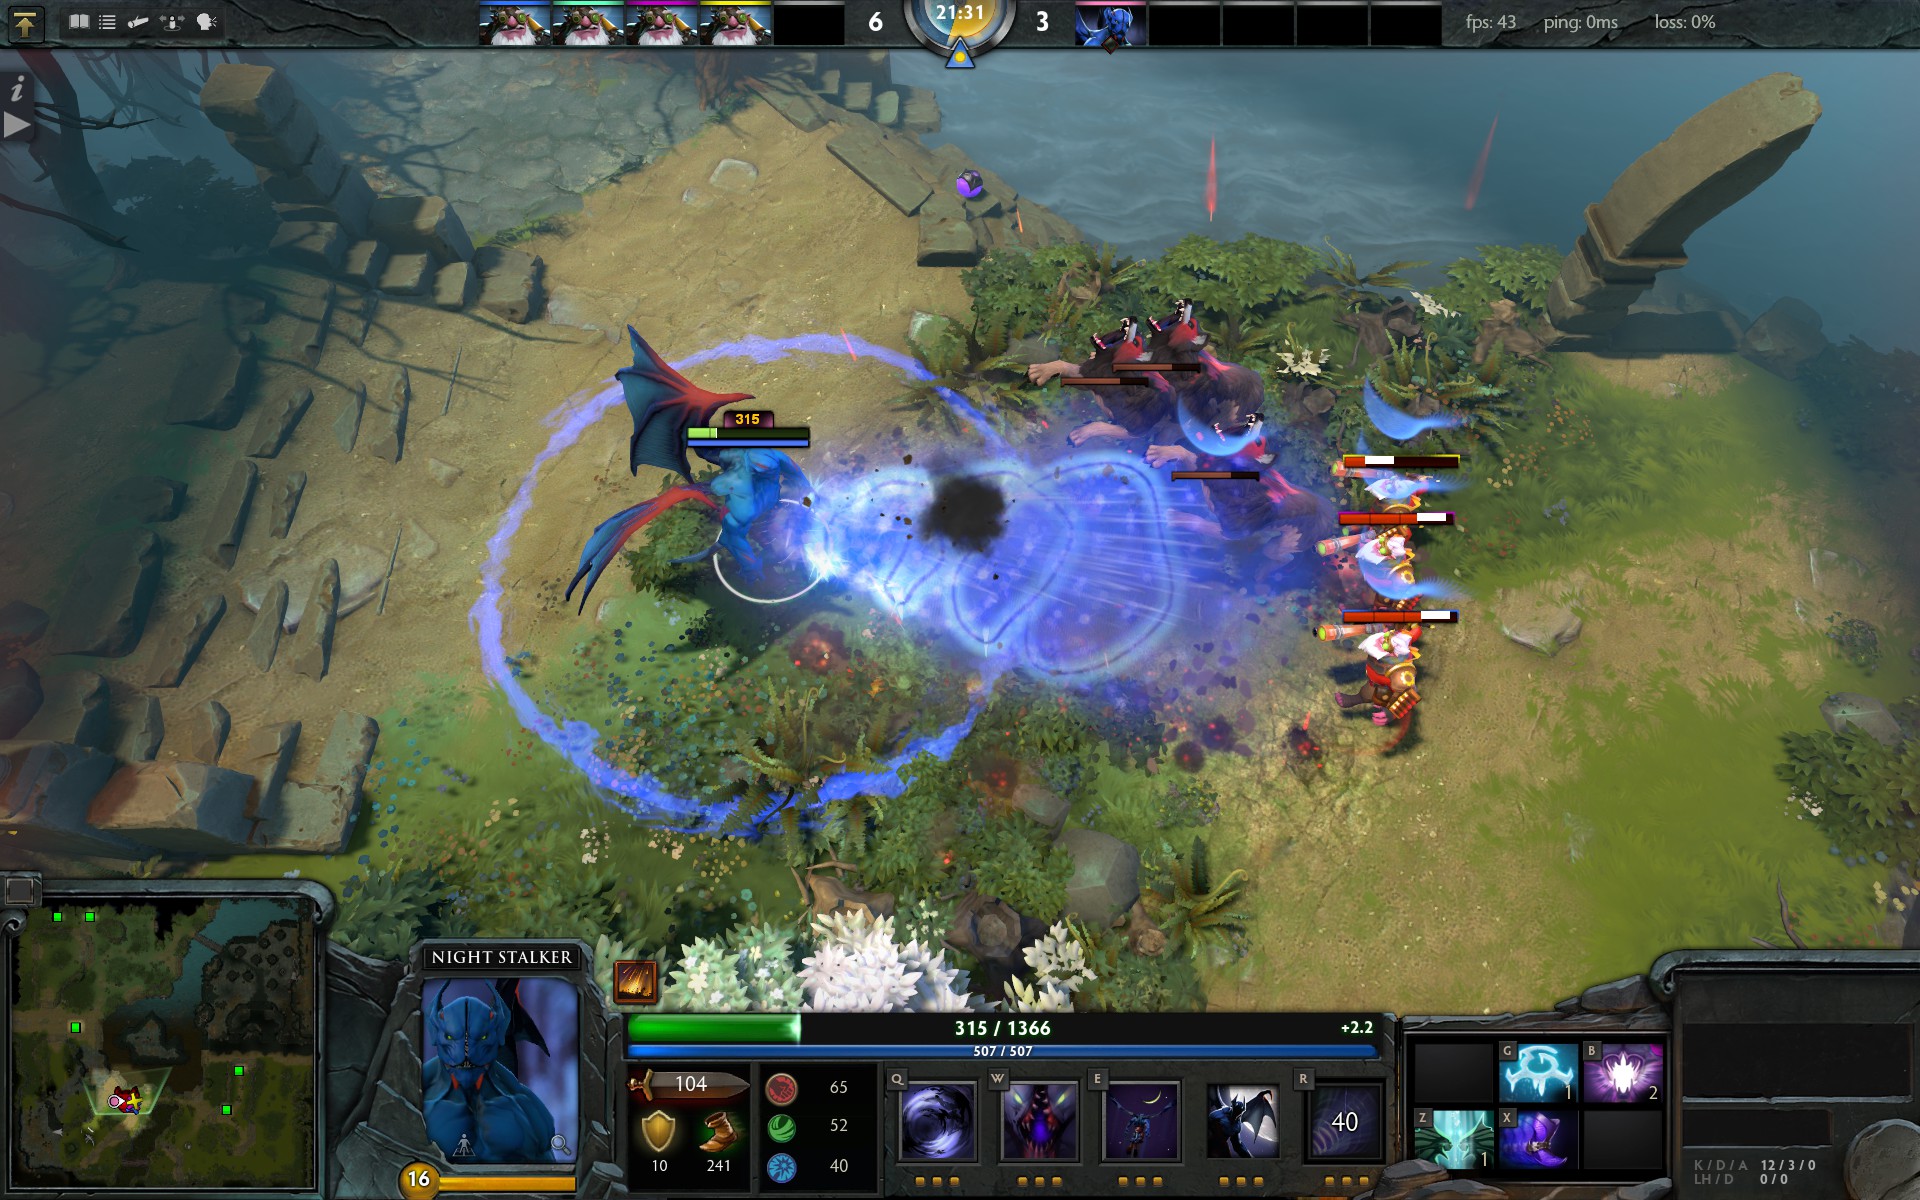 6
21:31
3
fps: 43
ping: 0ms
loss: 0%
315
NIGHT STALKER
315 / 1366
+2.2
507 / 507
16
104
10
241
65
52
40
Q
W
E
R
40
G
1
B
2
Z
1
X
K / D / A 12 / 3 / 0
LH / D 0 / 0